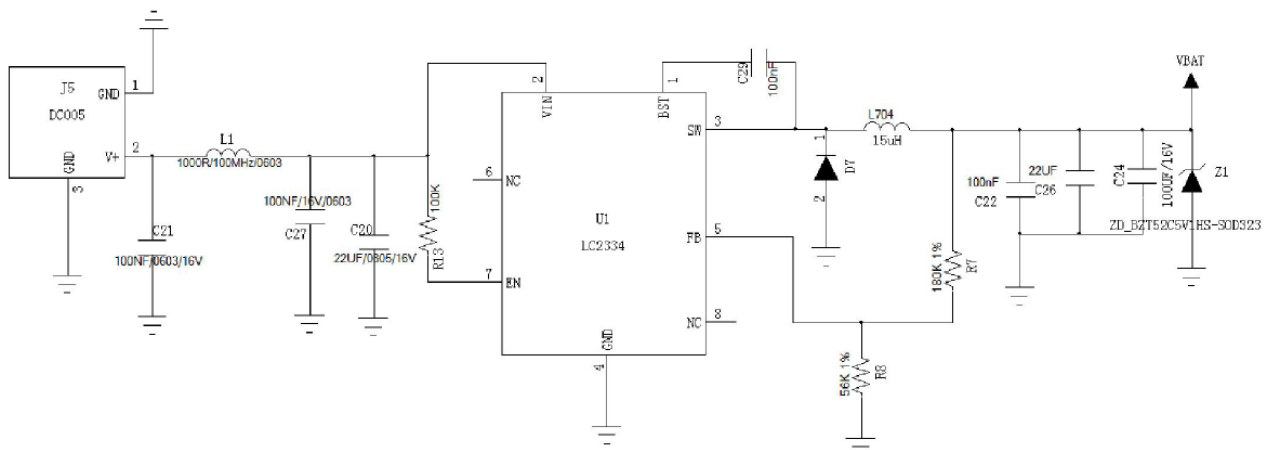 J5
DC005
GND
1
V+
2
GND
3
L1
1000R/100MHz/0603
C21
100NF/0603/16V
100NF/16V/0603
C27
C20
22UF/0805/16V
100K
R13
2
VIN
1
BST
6
NC
7
EN
U1
LC2334
SW
3
FB
5
NC
8
GND
4
C29
100nF
1
D7
2
L704
15uH
180K 1%
R7
56K 1%
R8
100nF
C22
22UF
C26
C24
100UF/16V
VBAT
Z1
ZD_BZT52C5V1HS-SOD323